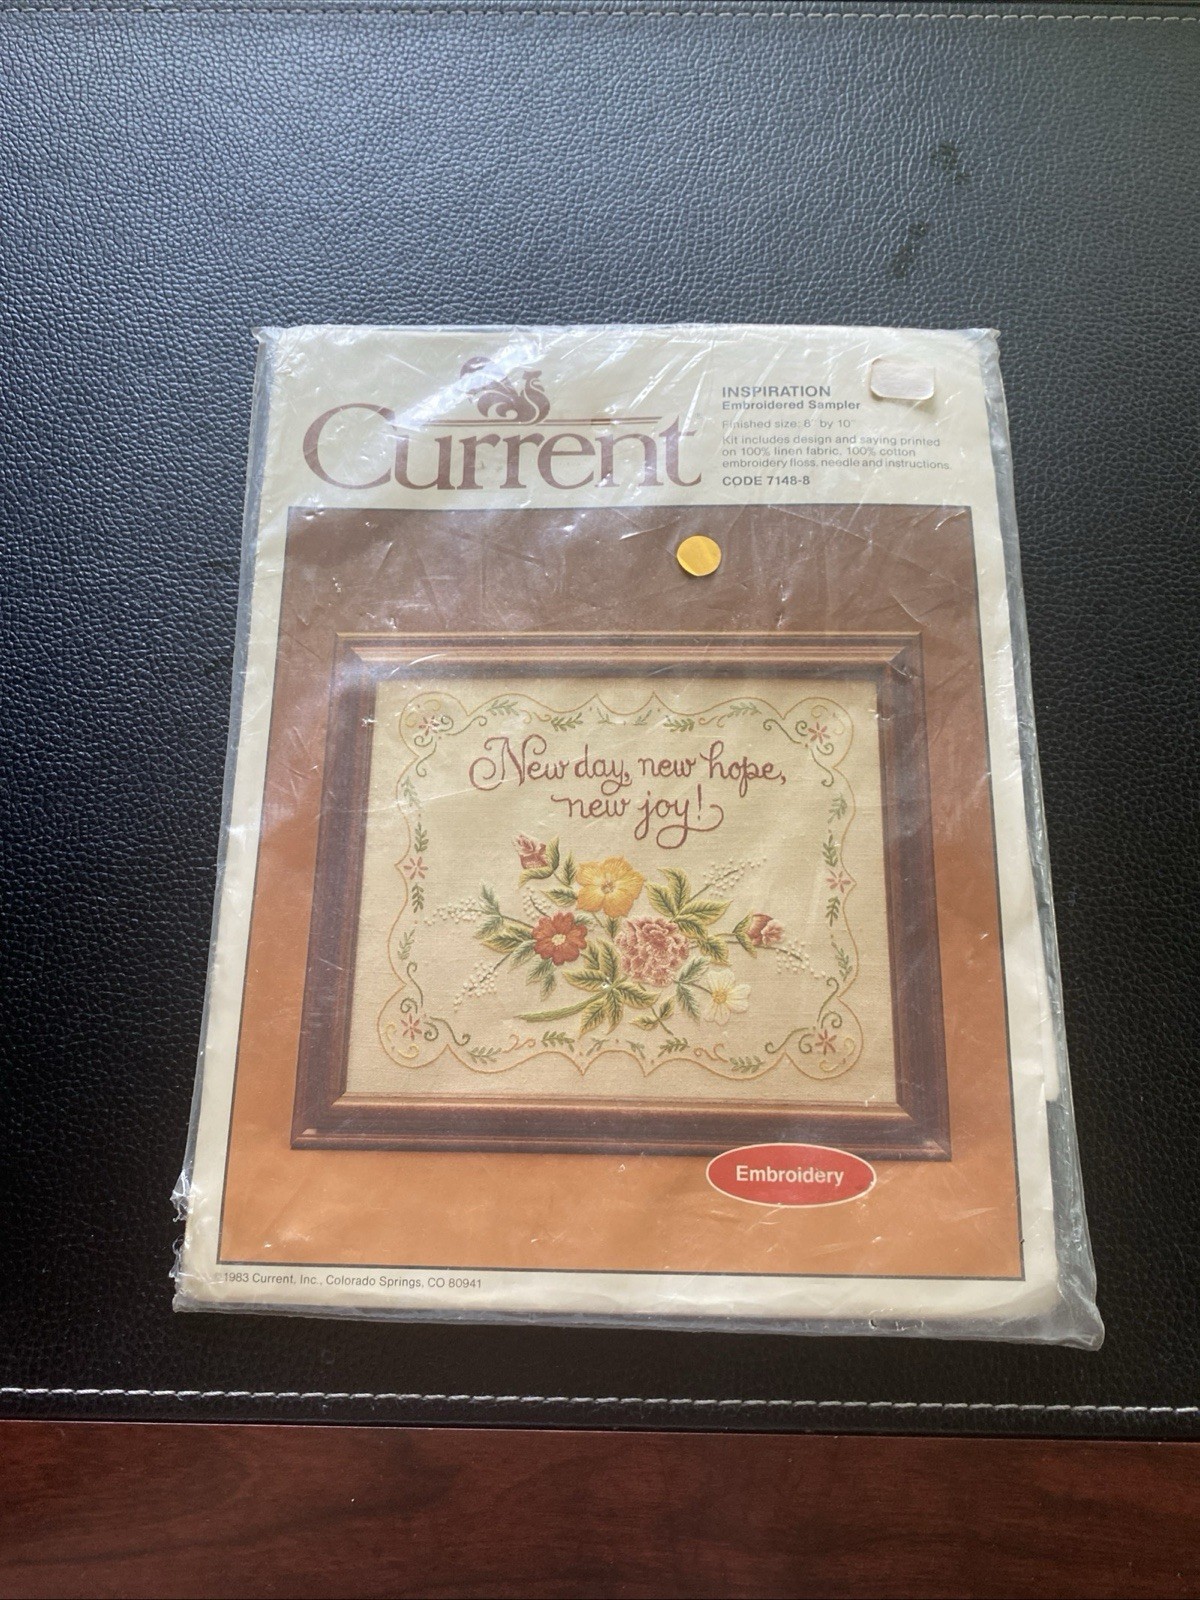 Current
INSPIRATION
Embroidered Sampler
Finished size: 8" by 10"
Kit includes design and saying printed
on 100% linen fabric, 100% cotton
embroidery floss, needle and instructions.
CODE 7148-8
New day, new hope,
new joy!
Embroidery
©1983 Current, Inc., Colorado Springs, CO 80941